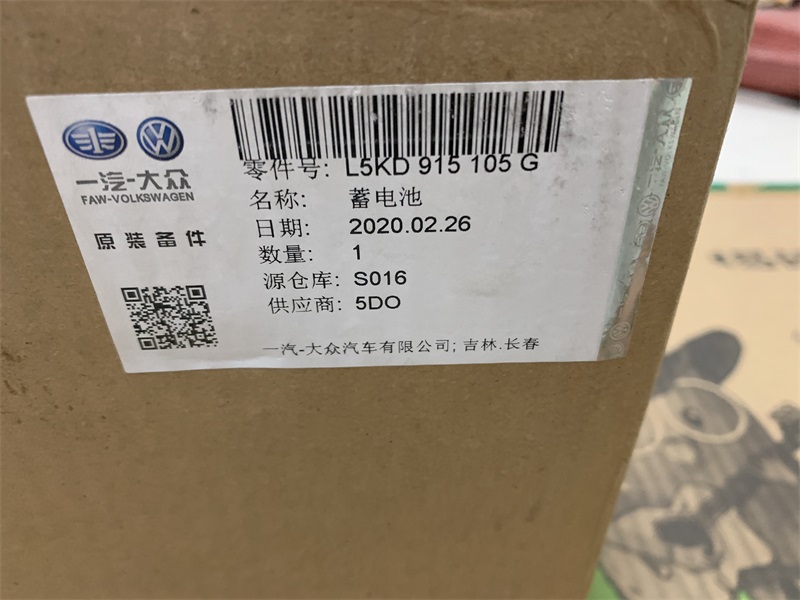 一汽-大众
FAW-VOLKSWAGEN
原装备件
零件号: L5KD 915 105 G
名称: 蓄电池
日期: 2020.02.26
数量: 1
源仓库: S016
供应商: 5DO
一汽-大众汽车有限公司; 吉林.长春